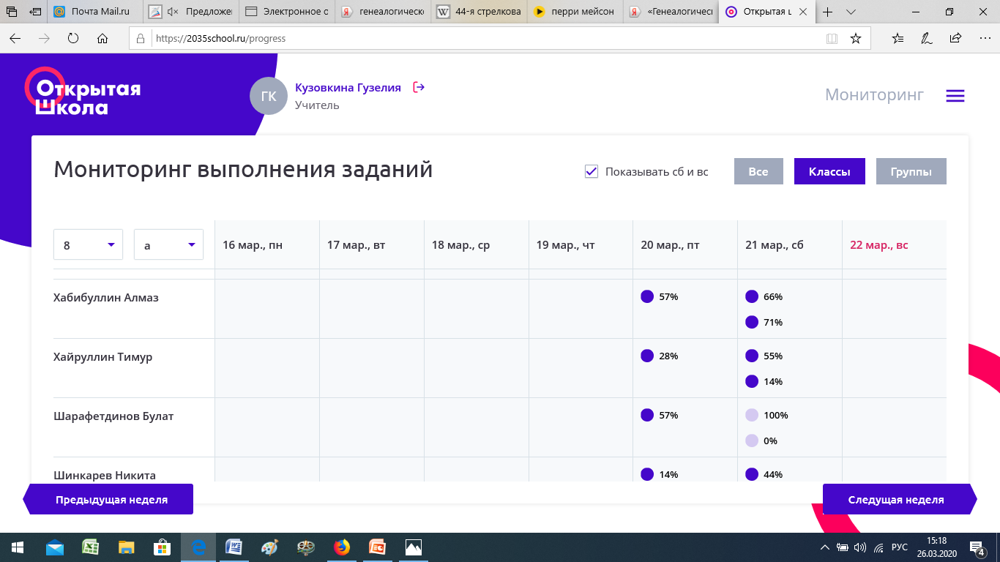 Почта Mail.ru
Предложен
Электронное о
генеалогическо
44-я стрелкова
перри мейсон
«Генеалогичесн
Открытая ш
https://2035school.ru/progress
Открытая
Школа
ГК
Кузовкина Гузелия
Учитель
Мониторинг
Мониторинг выполнения заданий
Показывать сб и вс
Все
Классы
Группы
8
а
16 мар., пн
17 мар., вт
18 мар., ср
19 мар., чт
20 мар., пт
21 мар., сб
22 мар., вс
Хабибуллин Алмаз
57%
66%
71%
Хайруллин Тимур
28%
55%
14%
Шарафетдинов Булат
57%
100%
0%
Шинкарев Никита
14%
44%
Предыдущая неделя
Следущая неделя
РУС
15:18
26.03.2020
4